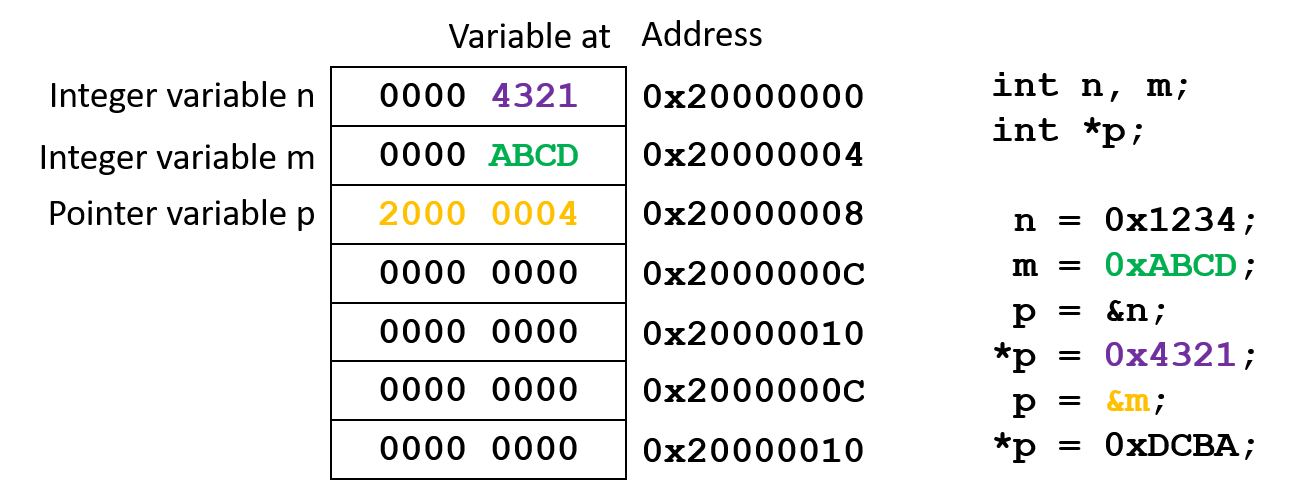 Variable at Address
Integer variable n 0000 4321 0x20000000
Integer variable m 0000 ABCD 0x20000004
Pointer variable p 2000 0004 0x20000008
0000 0000 0x2000000C
0000 0000 0x20000010
0000 0000 0x2000000C
0000 0000 0x20000010
int n, m;
int *p;
n = 0x1234;
m = 0xABCD;
p = &n;
*p = 0x4321;
p = &m;
*p = 0xDCBA;